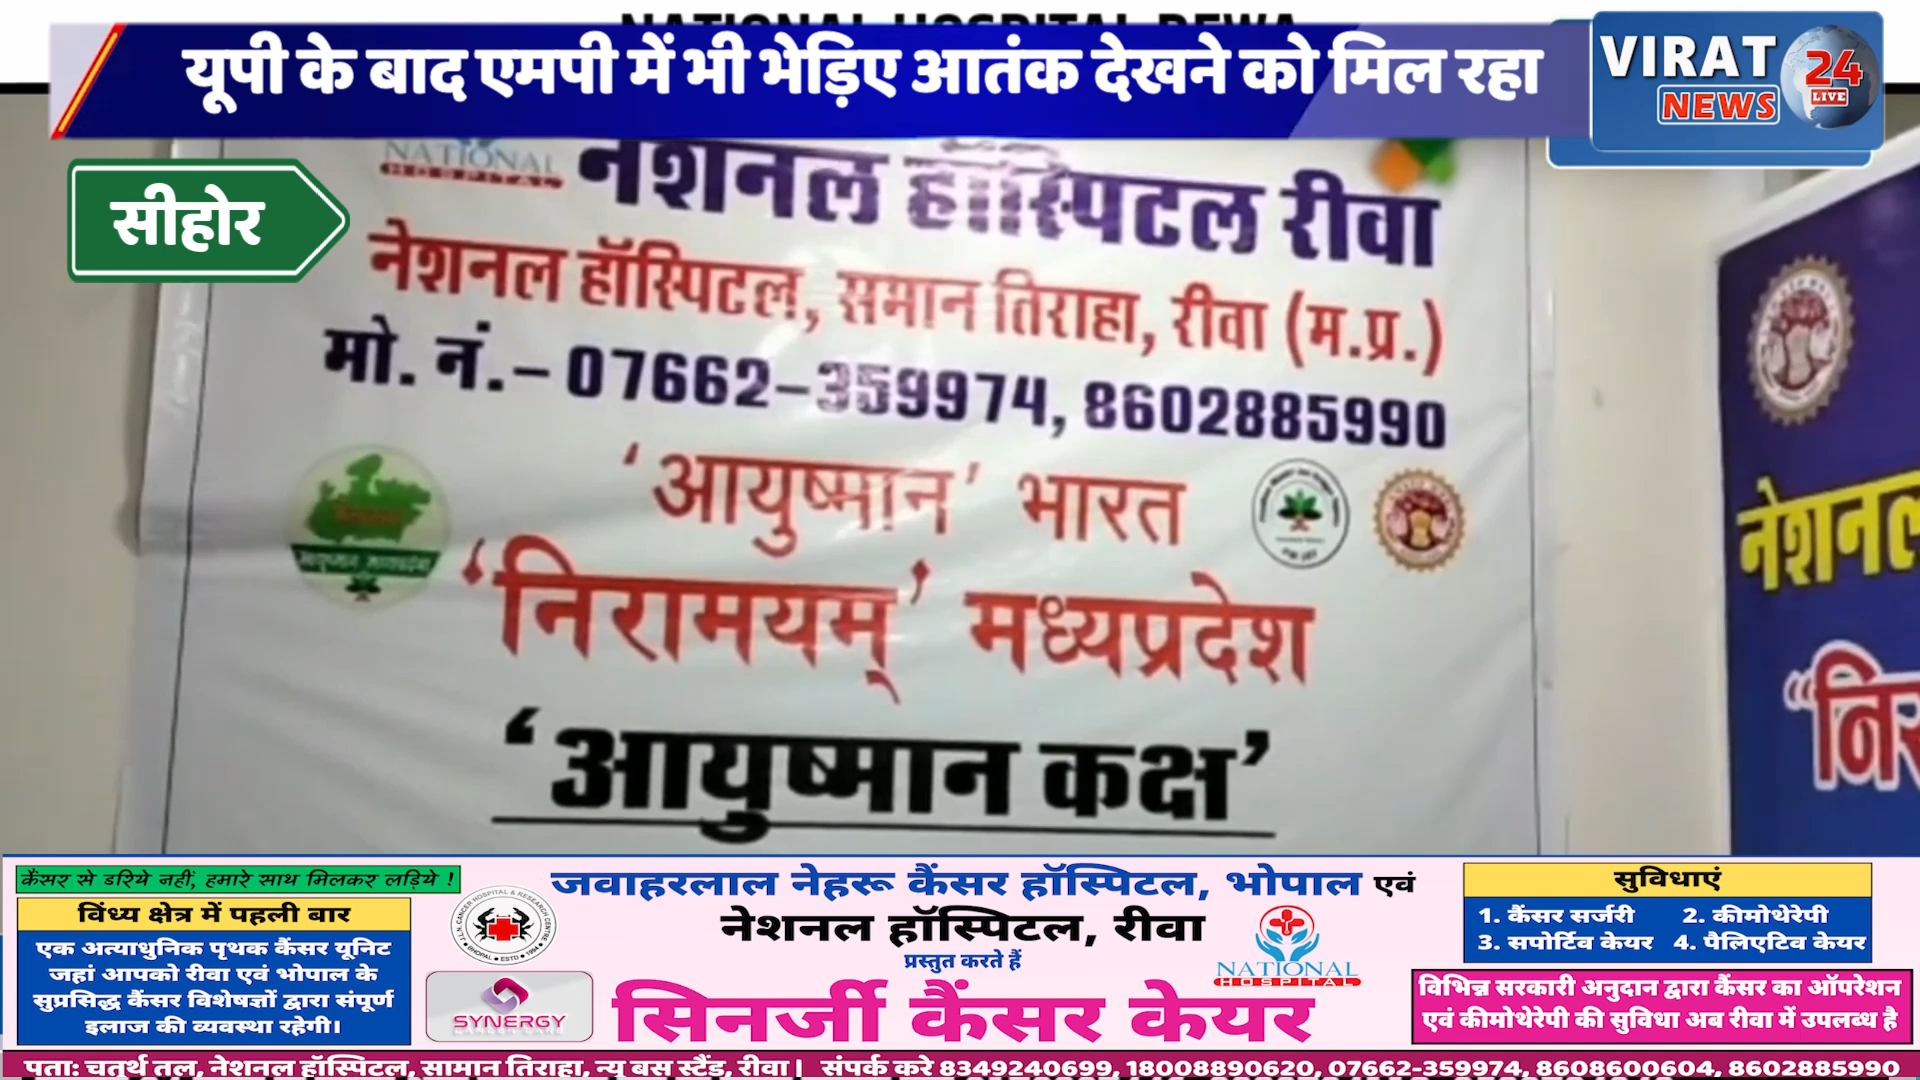 NATIONAL HOSPITAL REWA
यूपी के बाद एमपी में भी भेड़िए आतंक देखने को मिल रहा
VIRAT
NEWS
24
LIVE
सीहोर
NATIONAL
HOSPITAL
नेशनल हॉस्पिटल रीवा
नेशनल हॉस्पिटल, समान तिराहा, रीवा (म.प्र.)
मो. नं.– 07662–359974, 8602885990
‘आयुष्मान’ भारत
‘निरामयम्’ मध्यप्रदेश
‘आयुष्मान कक्ष’
नेशनल
कैंसर से डरिये नहीं, हमारे साथ मिलकर लड़िये !
विंध्य क्षेत्र में पहली बार
एक अत्याधुनिक पृथक कैंसर यूनिट
जहां आपको रीवा एवं भोपाल के
सुप्रसिद्ध कैंसर विशेषज्ञों द्वारा संपूर्ण
इलाज की व्यवस्था रहेगी।
SYNERGY
जवाहरलाल नेहरू कैंसर हॉस्पिटल, भोपाल एवं
नेशनल हॉस्पिटल, रीवा
प्रस्तुत करते हैं
NATIONAL
HOSPITAL
सिनर्जी कैंसर केयर
सुविधाएं
1. कैंसर सर्जरी 2. कीमोथेरेपी
3. सपोर्टिव केयर 4. पैलिएटिव केयर
विभिन्न सरकारी अनुदान द्वारा कैंसर का ऑपरेशन
एवं कीमोथेरेपी की सुविधा अब रीवा में उपलब्ध है
पता: चतुर्थ तल, नेशनल हॉस्पिटल, सामान तिराहा, न्यू बस स्टैंड, रीवा | संपर्क करे 8349240699, 18008890620, 07662-359974, 8608600604, 8602885990